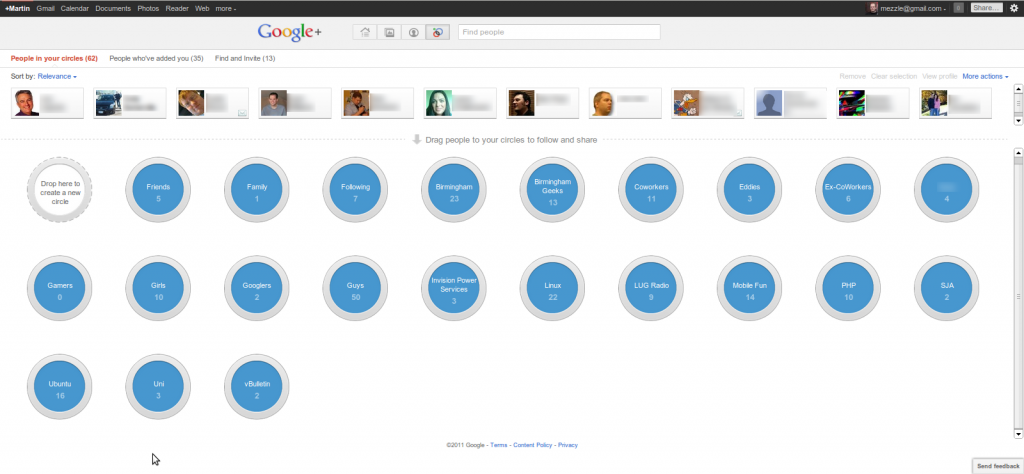 +Martin Gmail Calendar Documents Photos Reader Web more mezzle@gmail.com 0 Share...
Google+ Find people
People in your circles (62) People who've added you (35) Find and Invite (13)
Sort by: Relevance Remove Clear selection View profile More actions
Drag people to your circles to follow and share
Drop here to
create a new
circle
Friends
5
Family
1
Following
7
Birmingham
23
Birmingham
Geeks
13
Coworkers
11
Eddies
3
Ex-CoWorkers
6
4
Gamers
0
Girls
10
Googlers
2
Guys
50
Invision Power
Services
3
Linux
22
LUG Radio
9
Mobile Fun
14
PHP
10
SJA
2
Ubuntu
16
Uni
3
vBulletin
2
©2011 Google - Terms - Content Policy - Privacy
Send feedback